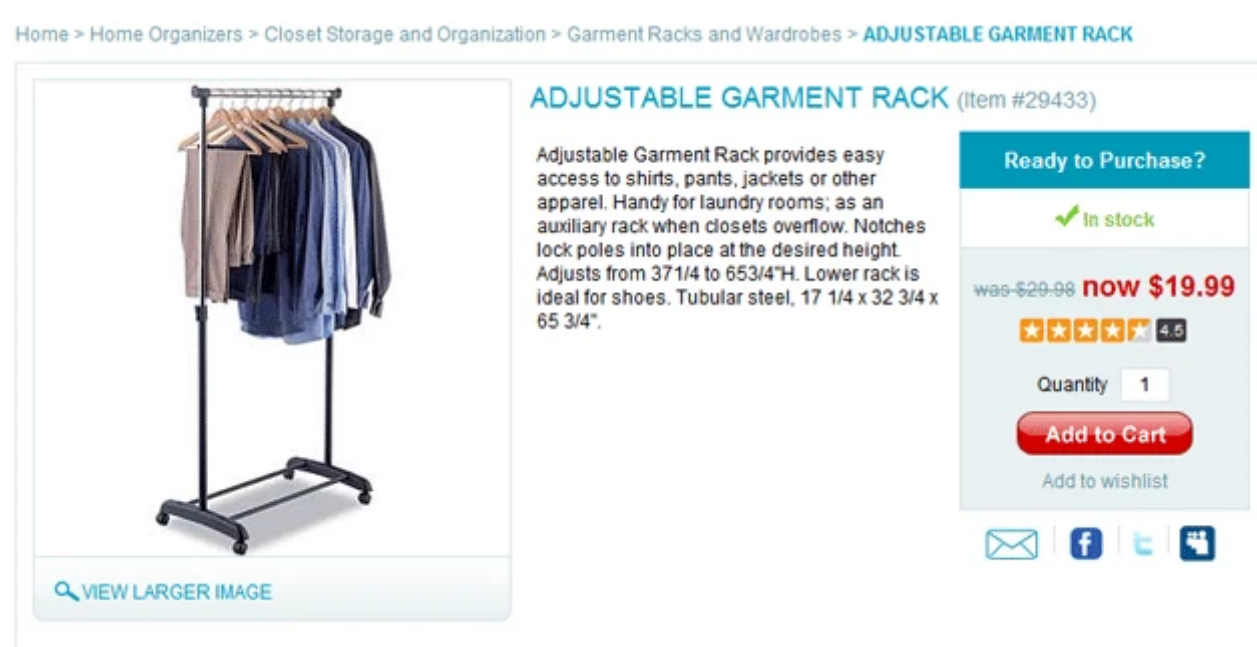 Home > Home Organizers > Closet Storage and Organization > Garment Racks and Wardrobes > ADJUSTABLE GARMENT RACK
ADJUSTABLE GARMENT RACK (Item #29433)
Adjustable Garment Rack provides easy
access to shirts, pants, jackets or other
apparel. Handy for laundry rooms; as an
auxiliary rack when closets overflow. Notches
lock poles into place at the desired height.
Adjusts from 371/4 to 653/4"H. Lower rack is
ideal for shoes. Tubular steel, 17 1/4 x 32 3/4 x
65 3/4".
Ready to Purchase?
In stock
was $29.98 now $19.99
4.5
Quantity 1
Add to Cart
Add to wishlist
f
t
VIEW LARGER IMAGE